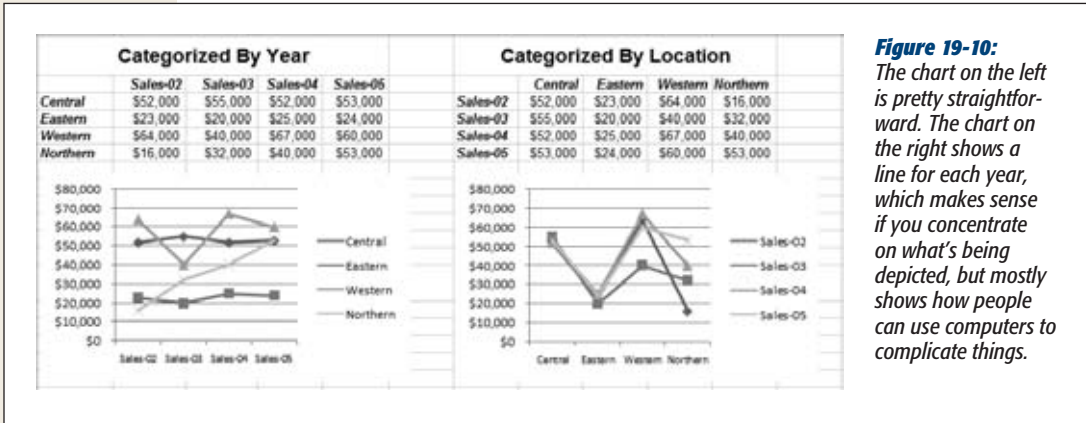 Categorized By Year
Sales-02 Sales-03 Sales-04 Sales-05
Central $52,000 $55,000 $52,000 $53,000
Eastern $23,000 $20,000 $25,000 $24,000
Western $64,000 $40,000 $67,000 $60,000
Northern $16,000 $32,000 $40,000 $53,000
$80,000
$70,000
$60,000
$50,000
$40,000
$30,000
$20,000
$10,000
$0
Sales-02 Sales-03 Sales-04 Sales-05
Central
Eastern
Western
Northern
Categorized By Location
Central Eastern Western Northern
Sales-02 $52,000 $23,000 $64,000 $16,000
Sales-03 $55,000 $20,000 $40,000 $32,000
Sales-04 $52,000 $25,000 $67,000 $40,000
Sales-05 $53,000 $24,000 $60,000 $53,000
$80,000
$70,000
$60,000
$50,000
$40,000
$30,000
$20,000
$10,000
$0
Central Eastern Western Northern
Sales-02
Sales-03
Sales-04
Sales-05
Figure 19-10:
The chart on the left
is pretty straightfor-
ward. The chart on
the right shows a
line for each year,
which makes sense
if you concentrate
on what's being
depicted, but mostly
shows how people
can use computers to
complicate things.